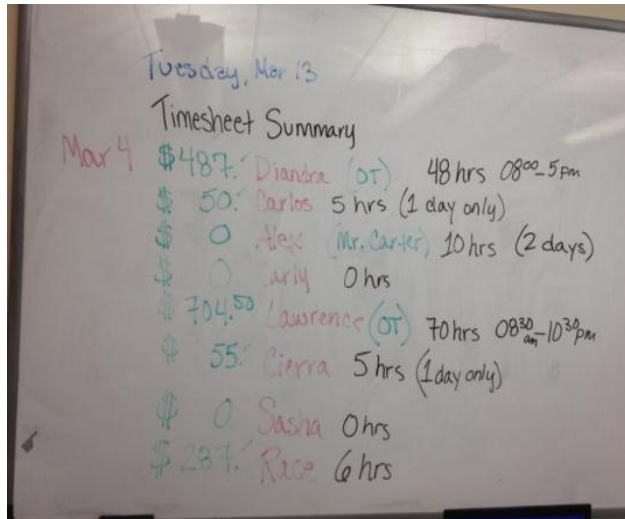 Tuesday, Mar 13
Timesheet Summary
Mar 4 $487.- Diandra (OT) 48 hrs 08⁰⁰-5pm
$ 50.- Carlos 5 hrs (1 day only)
$ 0 Alex (Mr. Carter) 10 hrs (2 days)
$ 0 Carly 0 hrs
$ 704.⁵⁰ Lawrence (OT) 70 hrs 08³⁰am-10³⁰pm
$ 55.- Cierra 5 hrs (1 day only)
$ 0 Sasha 0 hrs
$ 237.- Race 6 hrs